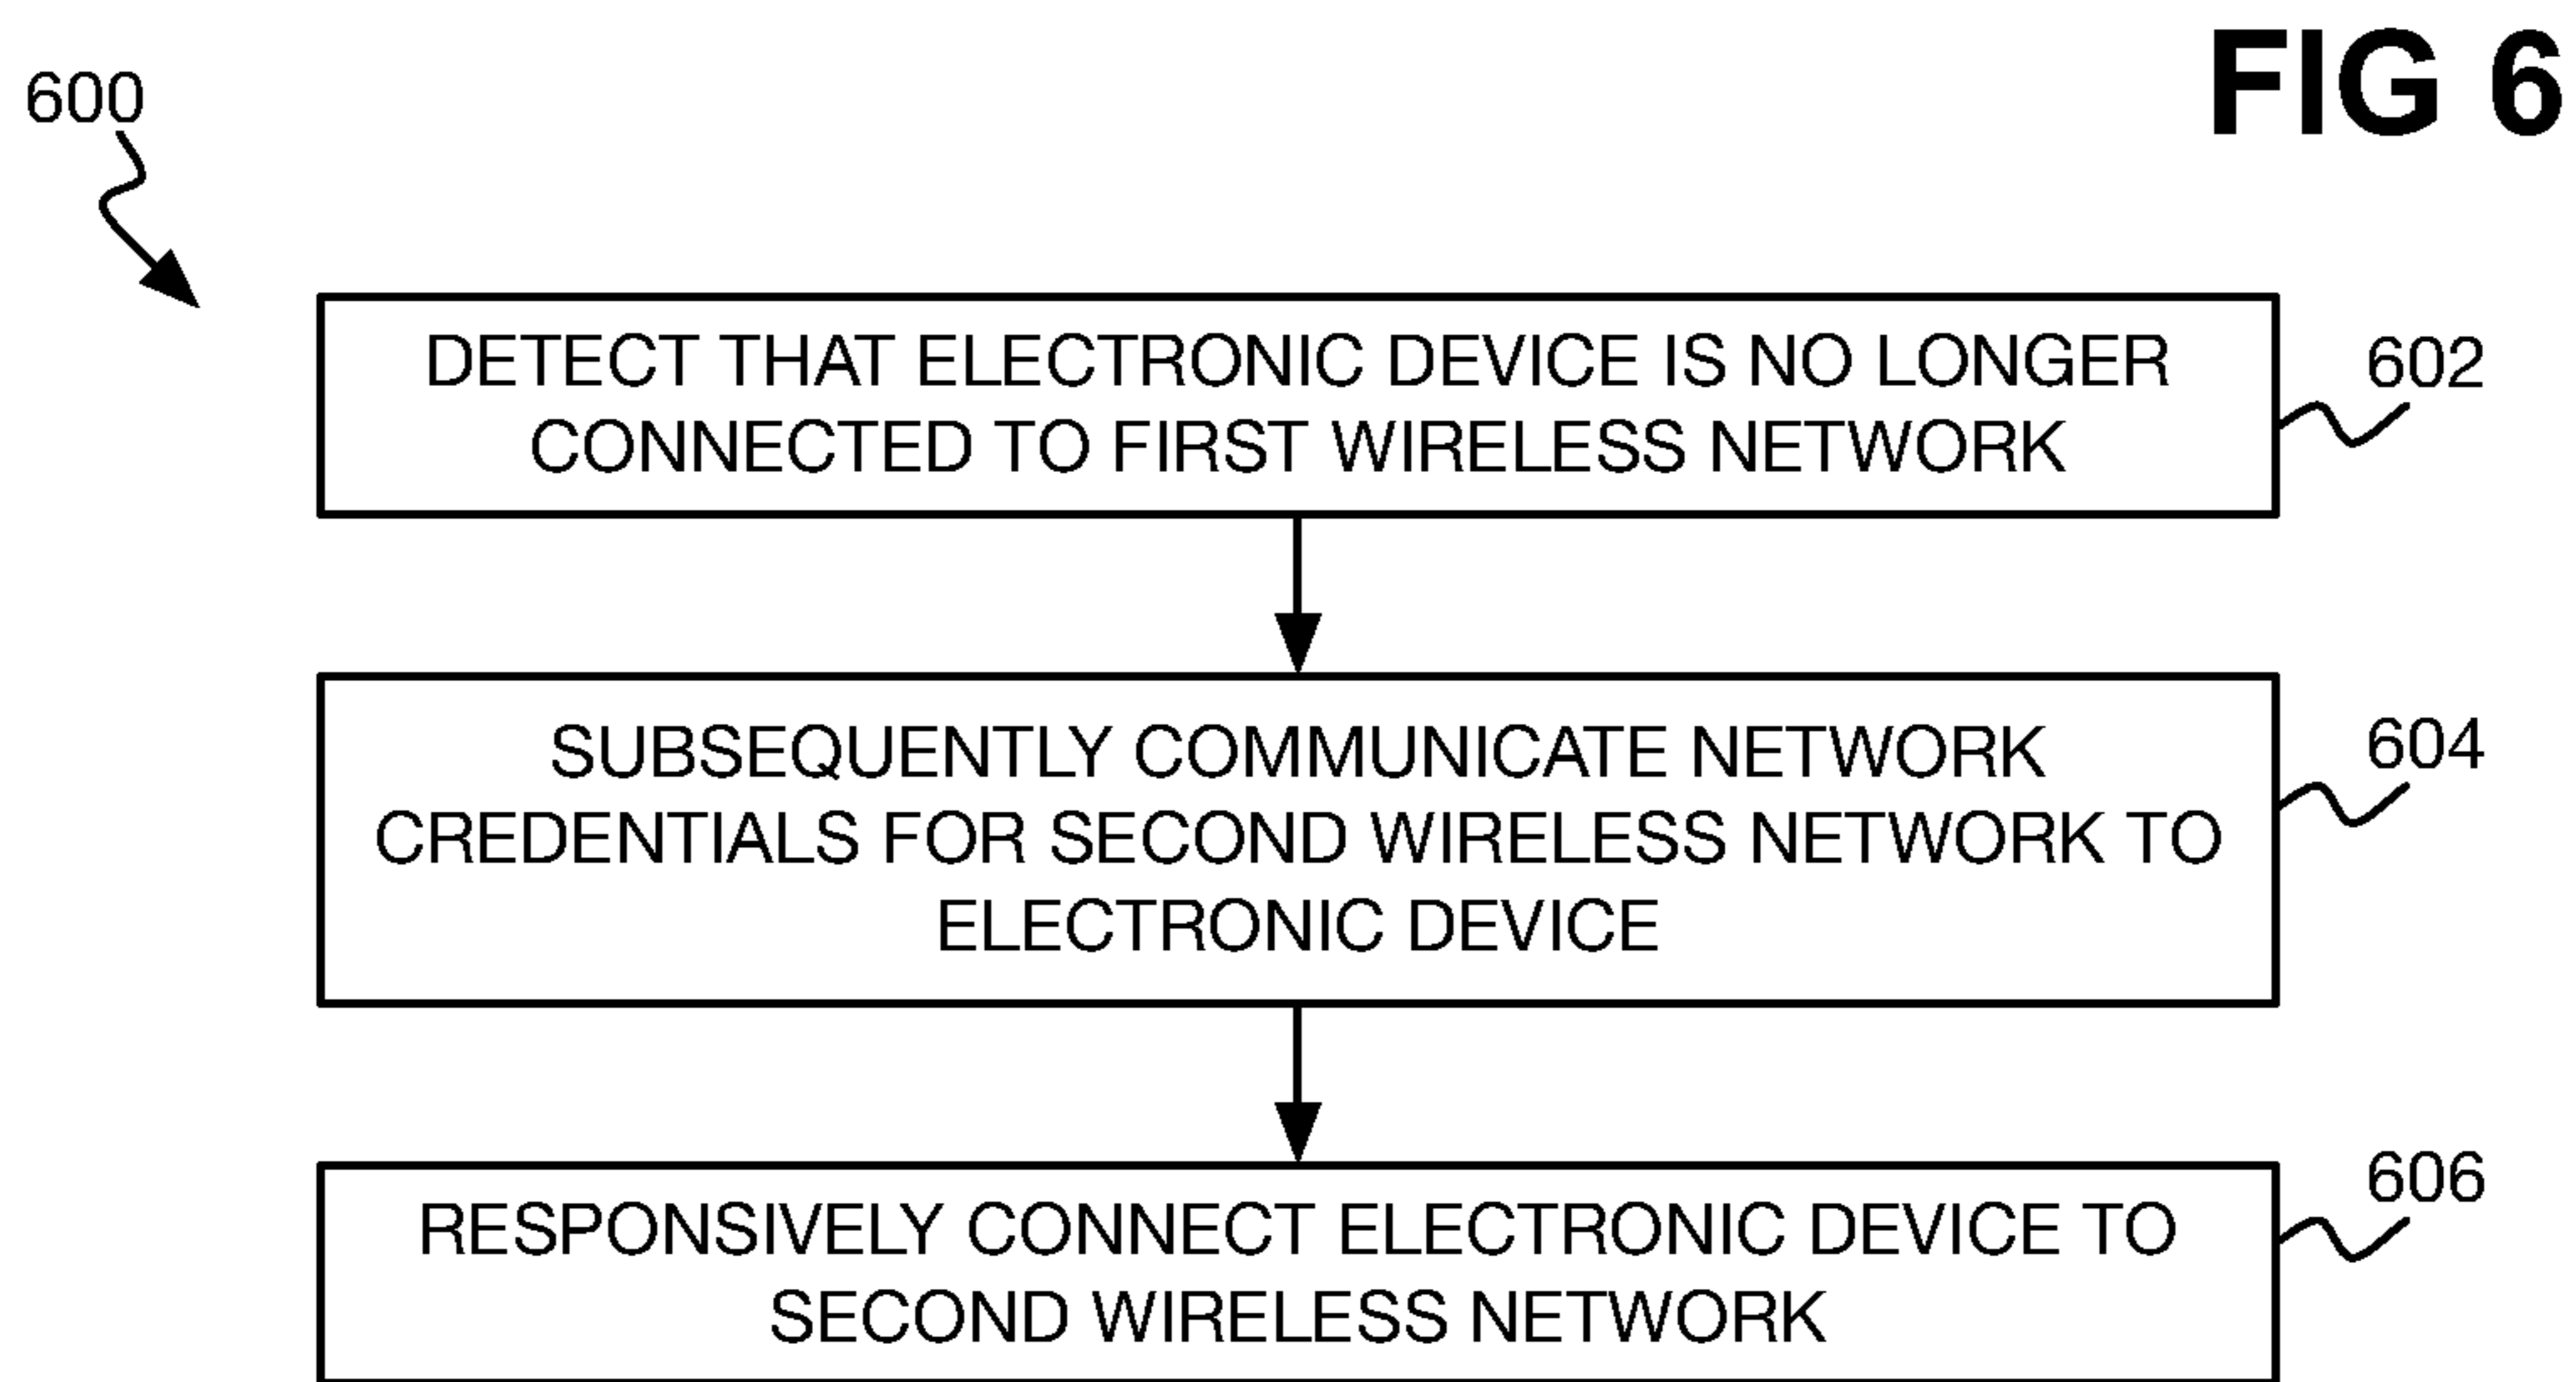 FIG 6
600
DETECT THAT ELECTRONIC DEVICE IS NO LONGER
CONNECTED TO FIRST WIRELESS NETWORK
602
SUBSEQUENTLY COMMUNICATE NETWORK
CREDENTIALS FOR SECOND WIRELESS NETWORK TO
ELECTRONIC DEVICE
604
RESPONSIVELY CONNECT ELECTRONIC DEVICE TO
SECOND WIRELESS NETWORK
606